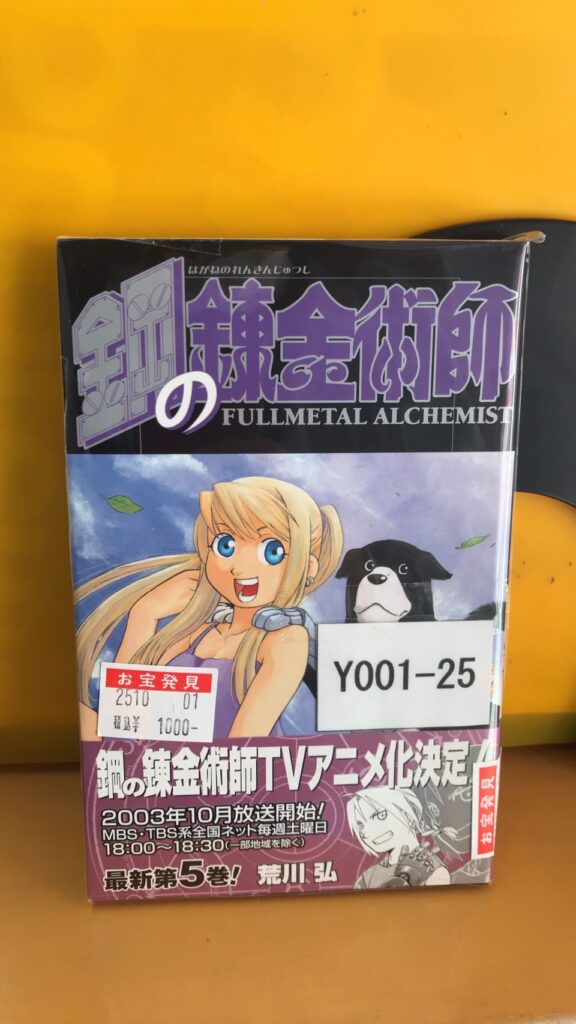 はがねのれんきんじゅつし
鋼の錬金術師
FULLMETAL ALCHEMIST
Y001-25
お宝発見
2510 01
税込¥ 1000-
鋼の錬金術師TVアニメ化決定!
2003年10月放送開始!
MBS・TBS系全国ネット毎週土曜日
18:00〜18:30(一部地域を除く)
最新第5巻! 荒川 弘
お宝発見